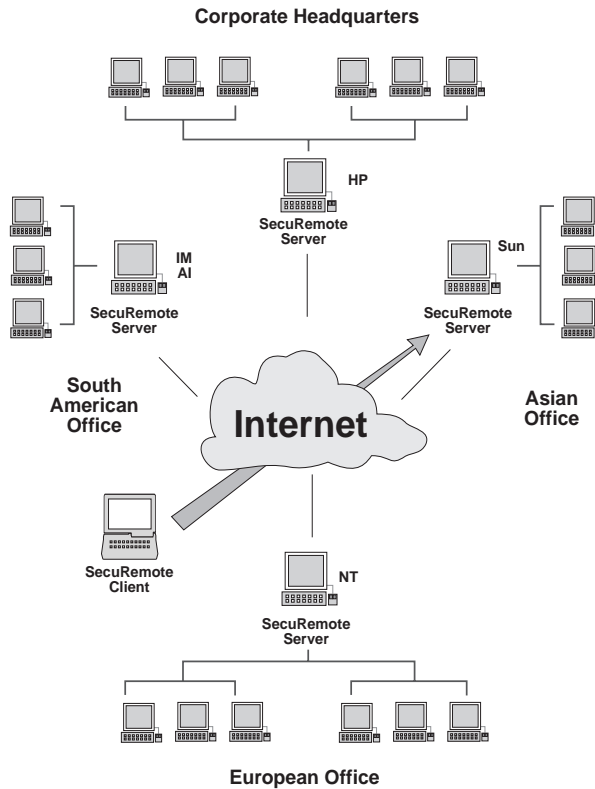 Corporate Headquarters
HP
SecuRemote
Server
IM
AI
SecuRemote
Server
Sun
SecuRemote
Server
South
American
Office
Internet
Asian
Office
SecuRemote
Client
NT
SecuRemote
Server
European Office